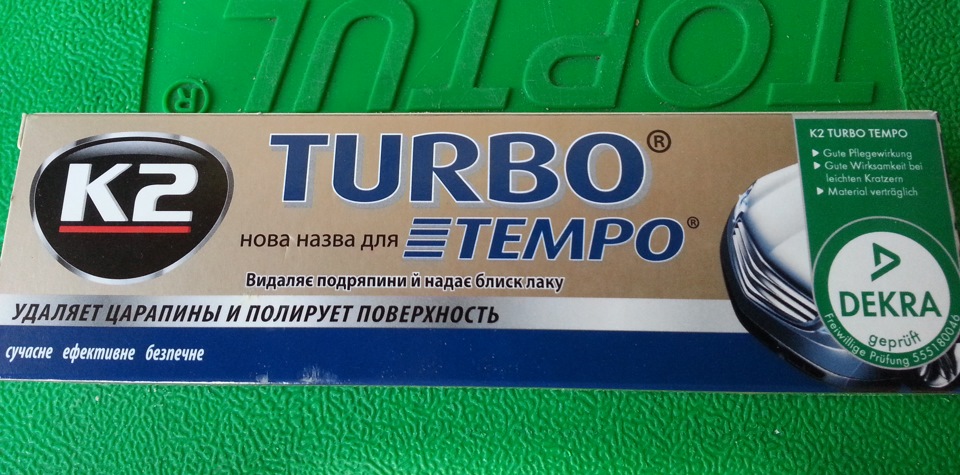 TOPTUL®
K2
TURBO®
нова назва для TEMPO®
Видаляє подряпини й надає блиск лаку
УДАЛЯЕТ ЦАРАПИНЫ И ПОЛИРУЕТ ПОВЕРХНОСТЬ
сучасне ефективне безпечне
K2 TURBO TEMPO
Gute Pflegewirkung
Gute Wirksamkeit bei
leichten Kratzern
Material verträglich
DEKRA
geprüft
Freiwillige Prüfung 555180046